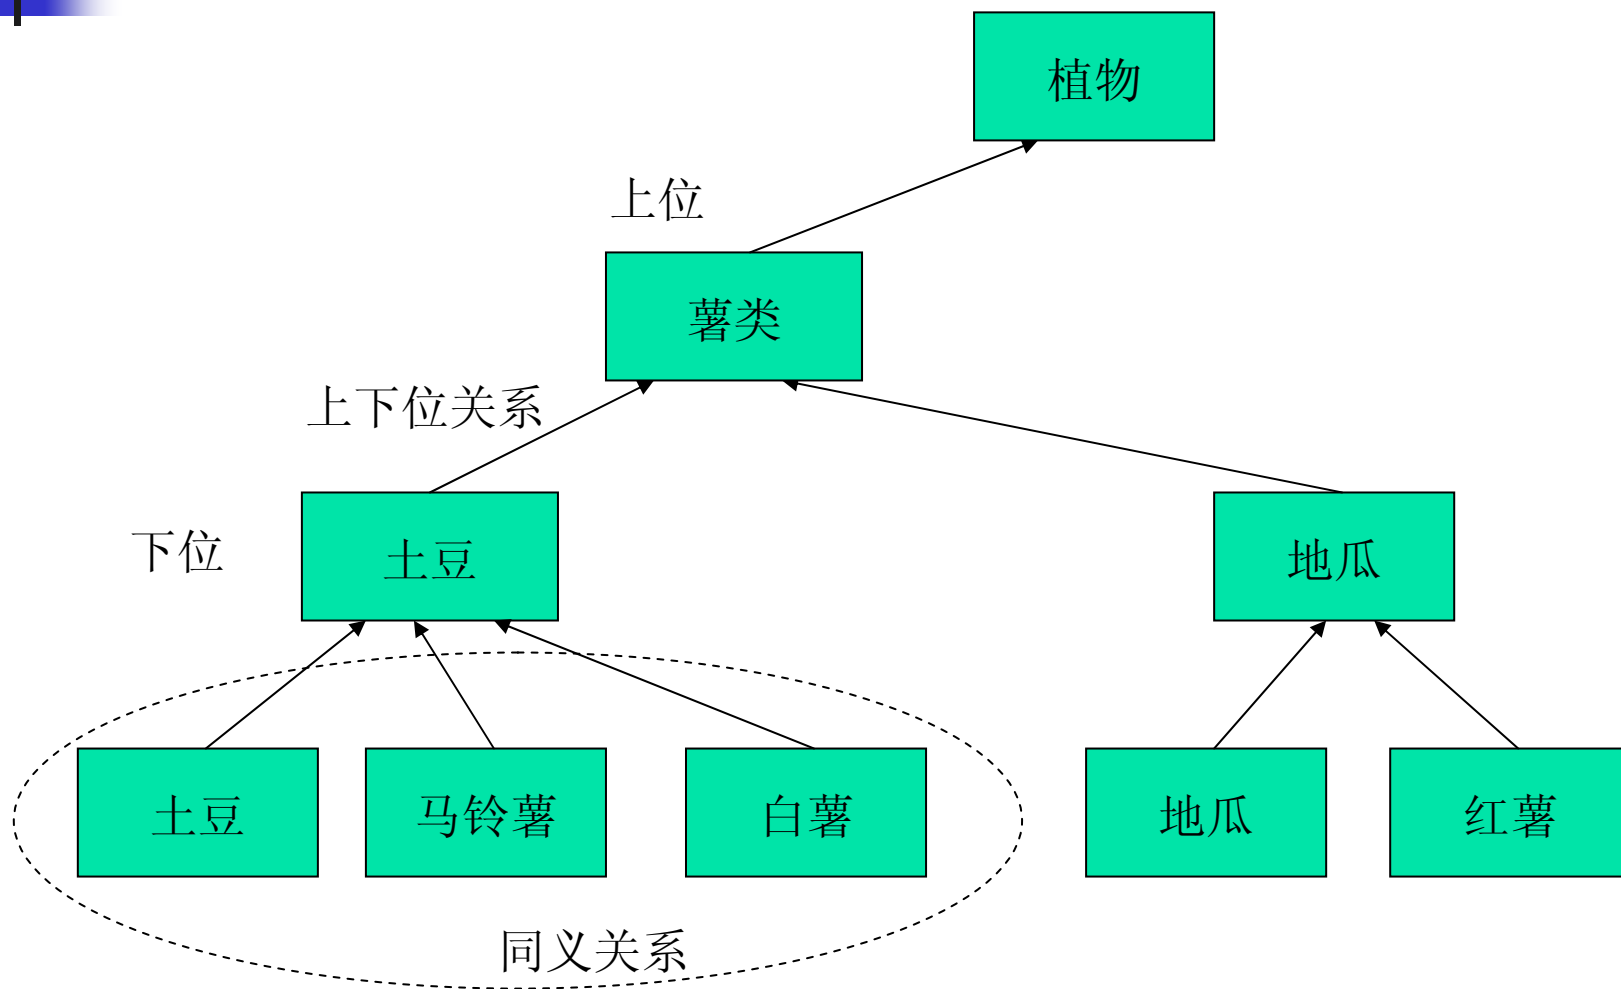 植物
上位
薯类
上下位关系
下位
土豆
地瓜
土豆
马铃薯
白薯
地瓜
红薯
同义关系